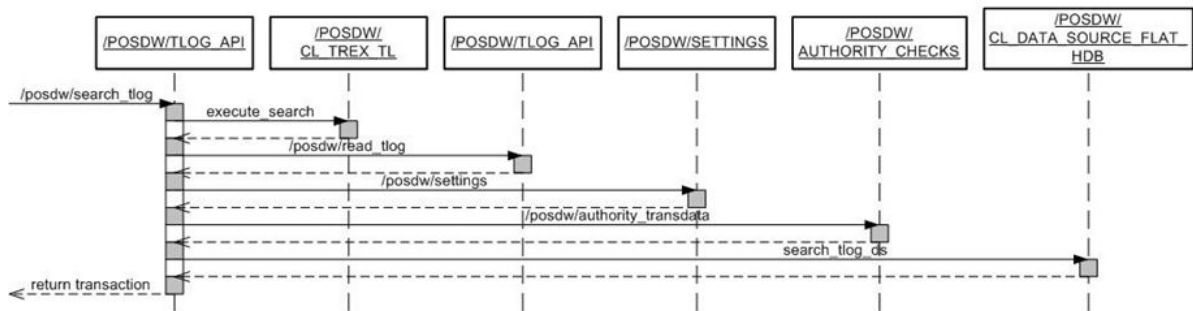 /POSDW/TLOG_API
/POSDW/
CL_TREX_TL
/POSDW/TLOG_API
/POSDW/SETTINGS
/POSDW/
AUTHORITY_CHECKS
/POSDW/
CL_DATA_SOURCE_FLAT_
HDB
/posdw/search_tlog
execute_search
/posdw/read_tlog
/posdw/settings
/posdw/authority_transdata
search_tlog_ds
return transaction